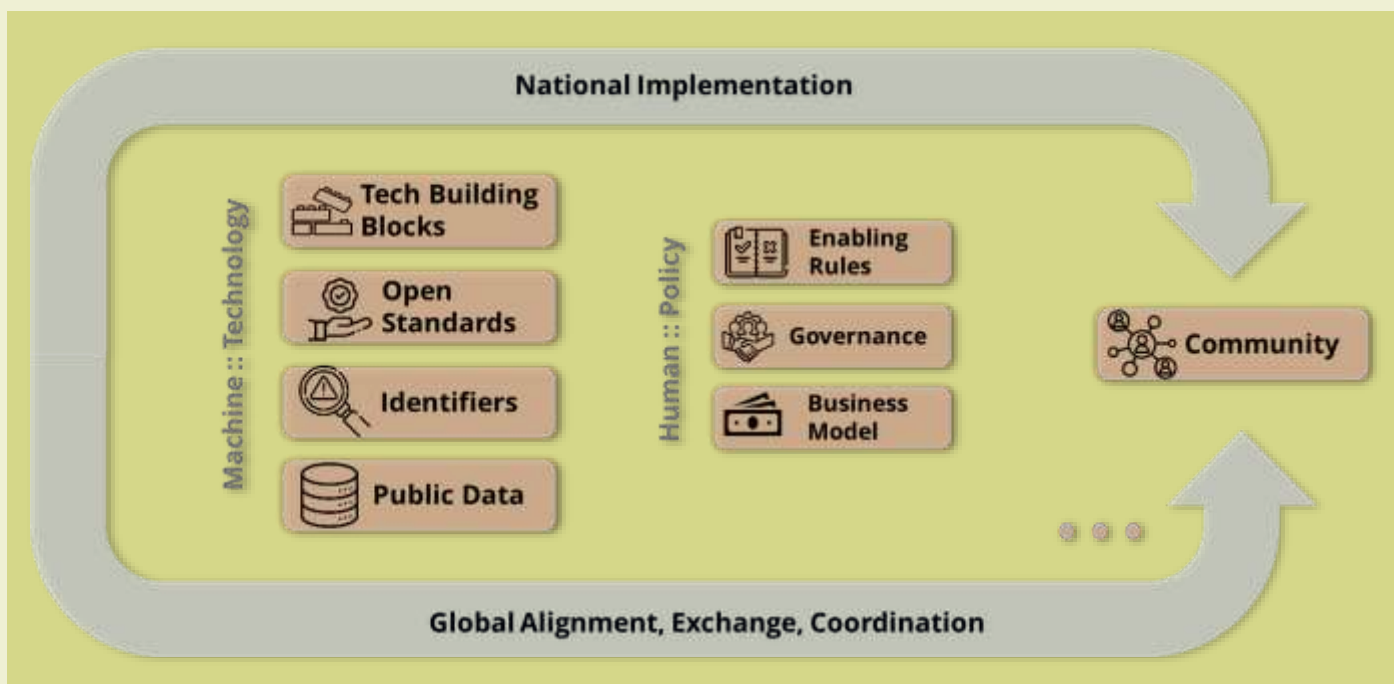 National Implementation
Machine :: Technology
Tech Building
Blocks
Open
Standards
Identifiers
Public Data
Human :: Policy
Enabling
Rules
Governance
Business
Model
Community
Global Alignment, Exchange, Coordination